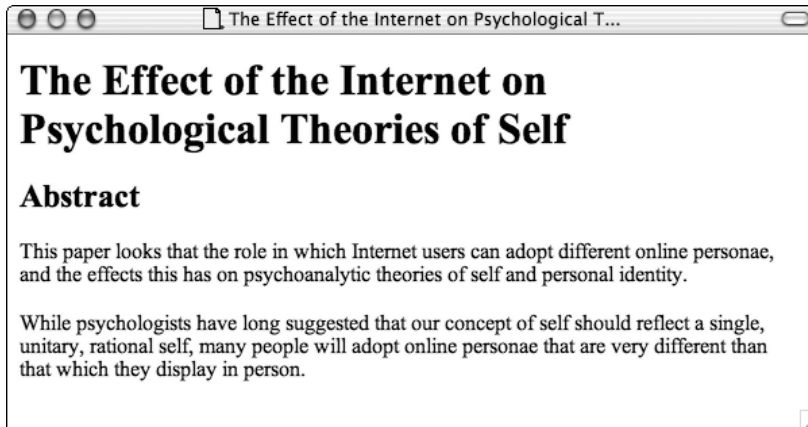 The Effect of the Internet on Psychological T...
The Effect of the Internet on
Psychological Theories of Self
Abstract
This paper looks that the role in which Internet users can adopt different online personae,
and the effects this has on psychoanalytic theories of self and personal identity.
While psychologists have long suggested that our concept of self should reflect a single,
unitary, rational self, many people will adopt online personae that are very different than
that which they display in person.